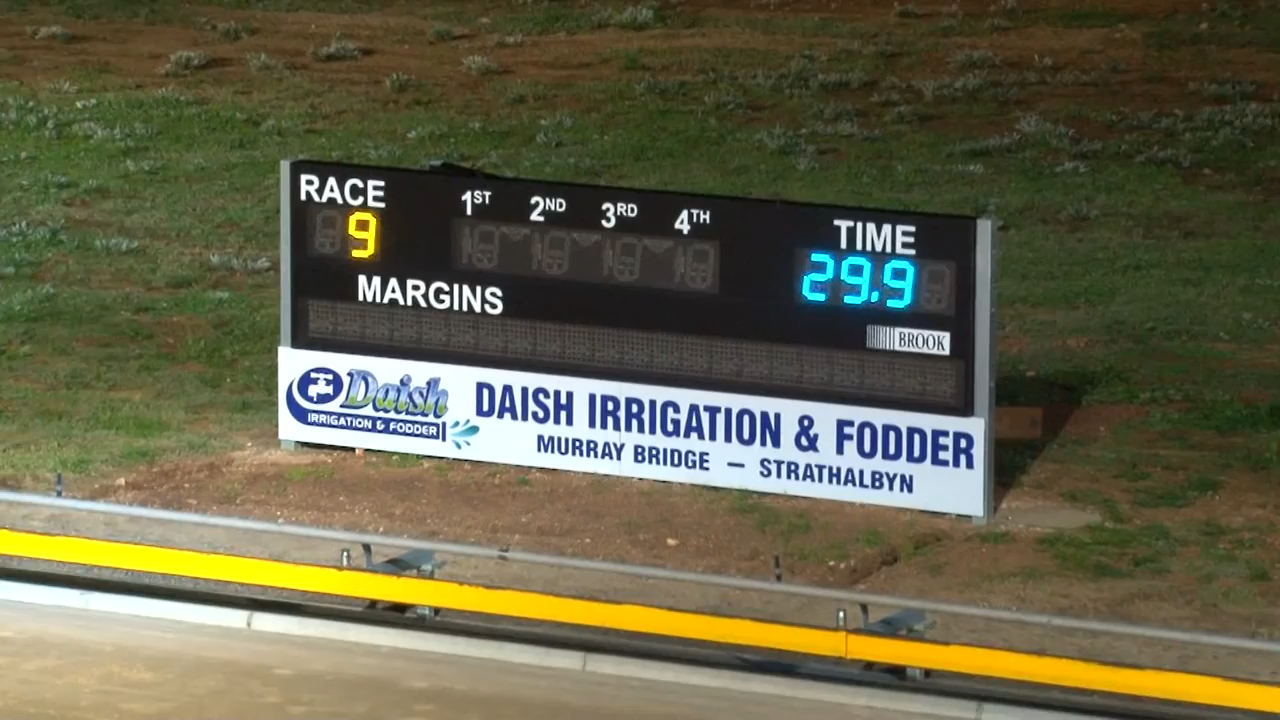 RACE 1ST 2ND 3RD 4TH TIME
9 29.9
MARGINS
BROOK
Daish
IRRIGATION & FODDER
DAISH IRRIGATION & FODDER
MURRAY BRIDGE – STRATHALBYN